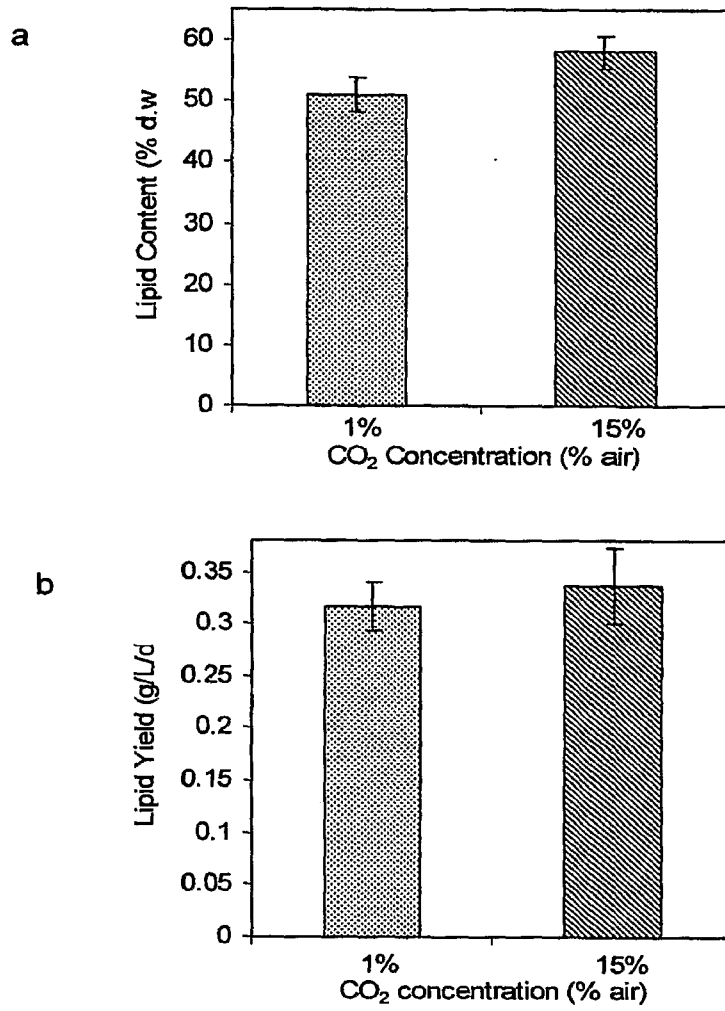 a
Lipid Content (% d.w
60
50
40
30
20
10
0
1% 15%
CO₂ Concentration (% air)
b
Lipid Yield (g/L/d
0.35
0.3
0.25
0.2
0.15
0.1
0.05
0
1% 15%
CO₂ concentration (% air)